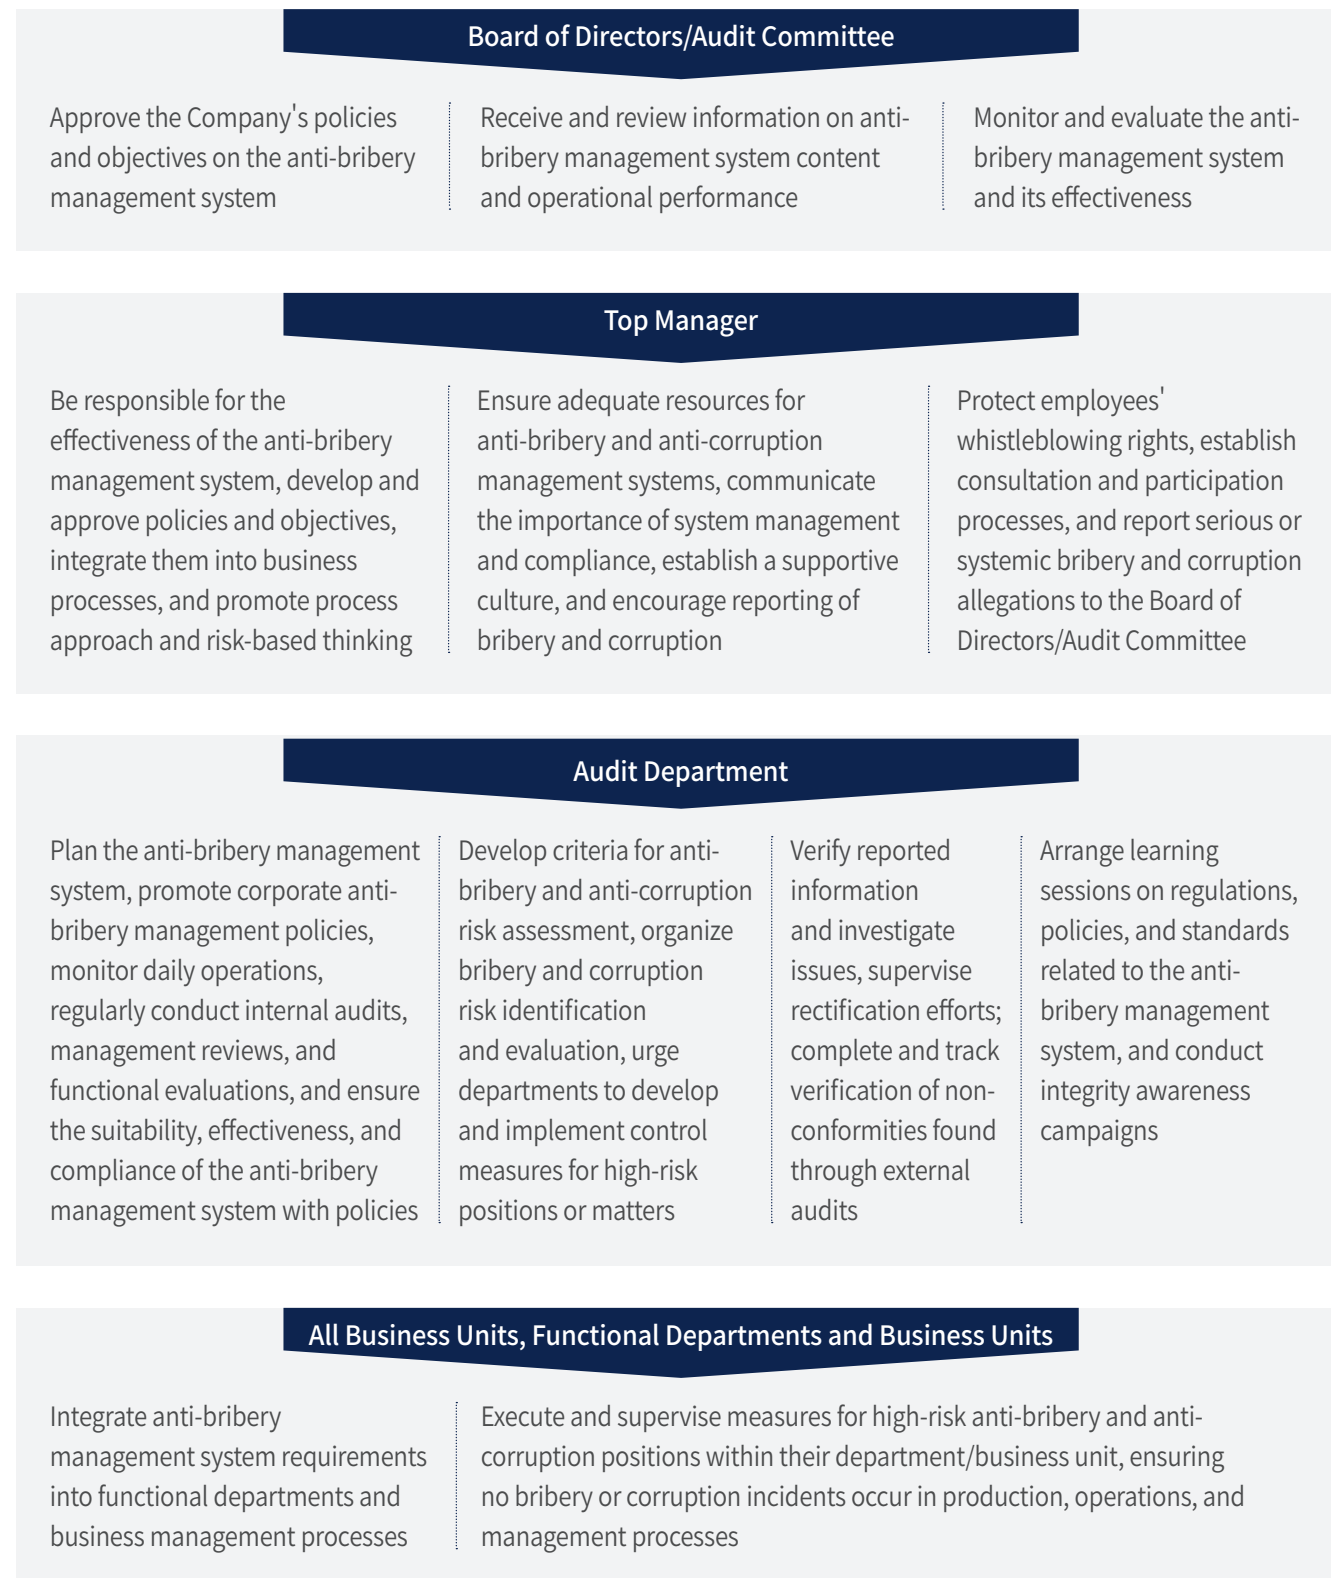 Board of Directors/Audit Committee
Approve the Company's policies
and objectives on the anti-bribery
management system
Receive and review information on anti-
bribery management system content
and operational performance
Monitor and evaluate the anti-
bribery management system
and its effectiveness
Top Manager
Be responsible for the
effectiveness of the anti-bribery
management system, develop and
approve policies and objectives,
integrate them into business
processes, and promote process
approach and risk-based thinking
Ensure adequate resources for
anti-bribery and anti-corruption
management systems, communicate
the importance of system management
and compliance, establish a supportive
culture, and encourage reporting of
bribery and corruption
Protect employees'
whistleblowing rights, establish
consultation and participation
processes, and report serious or
systemic bribery and corruption
allegations to the Board of
Directors/Audit Committee
Audit Department
Plan the anti-bribery management
system, promote corporate anti-
bribery management policies,
monitor daily operations,
regularly conduct internal audits,
management reviews, and
functional evaluations, and ensure
the suitability, effectiveness, and
compliance of the anti-bribery
management system with policies
Develop criteria for anti-
bribery and anti-corruption
risk assessment, organize
bribery and corruption
risk identification
and evaluation, urge
departments to develop
and implement control
measures for high-risk
positions or matters
Verify reported
information
and investigate
issues, supervise
rectification efforts;
complete and track
verification of non-
conformities found
through external
audits
Arrange learning
sessions on regulations,
policies, and standards
related to the anti-
bribery management
system, and conduct
integrity awareness
campaigns
All Business Units, Functional Departments and Business Units
Integrate anti-bribery
management system requirements
into functional departments and
business management processes
Execute and supervise measures for high-risk anti-bribery and anti-
corruption positions within their department/business unit, ensuring
no bribery or corruption incidents occur in production, operations, and
management processes